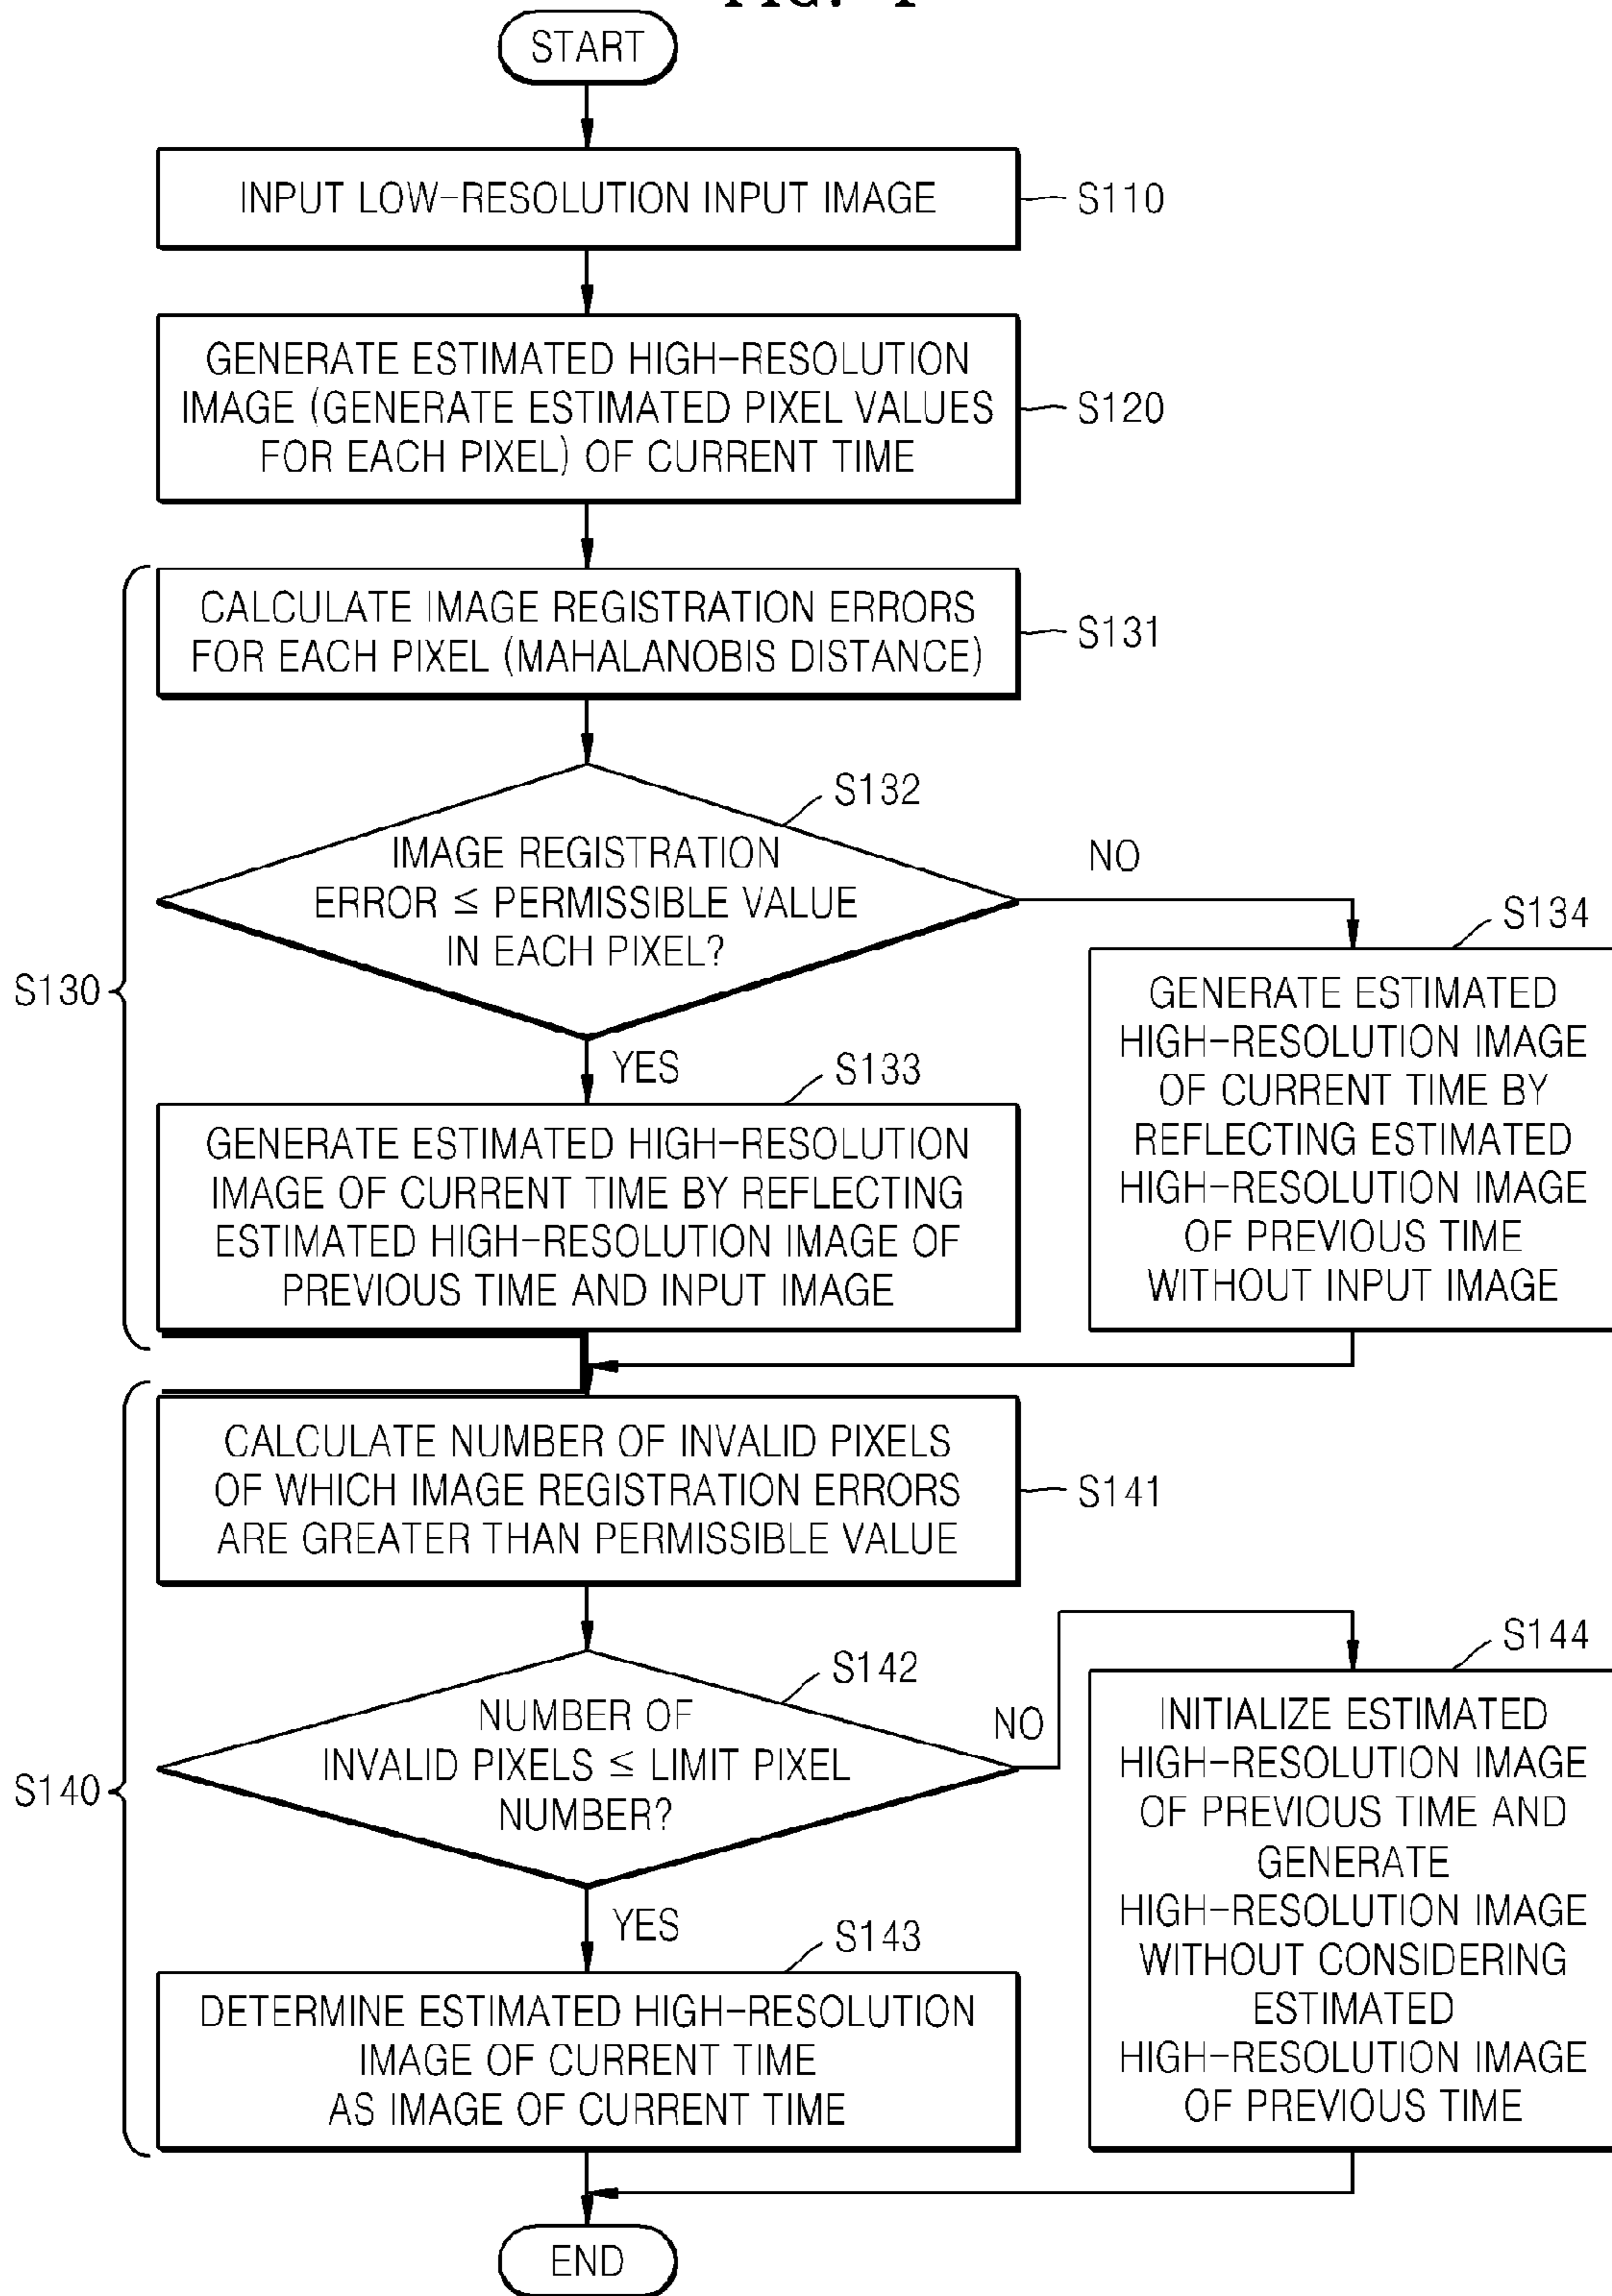 START
INPUT LOW-RESOLUTION INPUT IMAGE
S110
GENERATE ESTIMATED HIGH-RESOLUTION
IMAGE (GENERATE ESTIMATED PIXEL VALUES
FOR EACH PIXEL) OF CURRENT TIME
S120
CALCULATE IMAGE REGISTRATION ERRORS
FOR EACH PIXEL (MAHALANOBIS DISTANCE)
S131
S132
IMAGE REGISTRATION
ERROR ≤ PERMISSIBLE VALUE
IN EACH PIXEL?
NO
S134
GENERATE ESTIMATED
HIGH-RESOLUTION IMAGE
OF CURRENT TIME BY
REFLECTING ESTIMATED
HIGH-RESOLUTION IMAGE
OF PREVIOUS TIME
WITHOUT INPUT IMAGE
S130
YES
S133
GENERATE ESTIMATED HIGH-RESOLUTION
IMAGE OF CURRENT TIME BY REFLECTING
ESTIMATED HIGH-RESOLUTION IMAGE OF
PREVIOUS TIME AND INPUT IMAGE
CALCULATE NUMBER OF INVALID PIXELS
OF WHICH IMAGE REGISTRATION ERRORS
ARE GREATER THAN PERMISSIBLE VALUE
S141
S142
NUMBER OF
INVALID PIXELS ≤ LIMIT PIXEL
NUMBER?
NO
S144
INITIALIZE ESTIMATED
HIGH-RESOLUTION IMAGE
OF PREVIOUS TIME AND
GENERATE
HIGH-RESOLUTION IMAGE
WITHOUT CONSIDERING
ESTIMATED
HIGH-RESOLUTION IMAGE
OF PREVIOUS TIME
S140
YES
S143
DETERMINE ESTIMATED HIGH-RESOLUTION
IMAGE OF CURRENT TIME
AS IMAGE OF CURRENT TIME
END